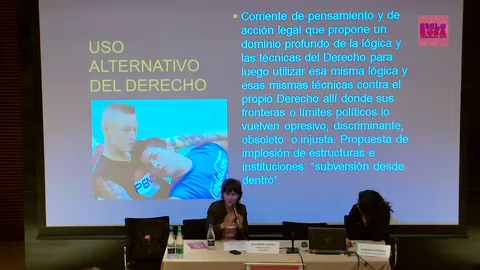 USO
ALTERNATIVO
DEL DERECHO
Corriente de pensamiento y de
acción legal que propone un
dominio profundo de la lógica y
las técnicas del Derecho para
luego utilizar esa misma lógica y
esas mismas técnicas contra el
propio Derecho allí donde sus
fronteras o límites políticos lo
vuelven opresivo, discriminante,
obsoleto o injusto. Propuesta de
implosión de estructuras e
instituciones: “subversión desde
dentro”.